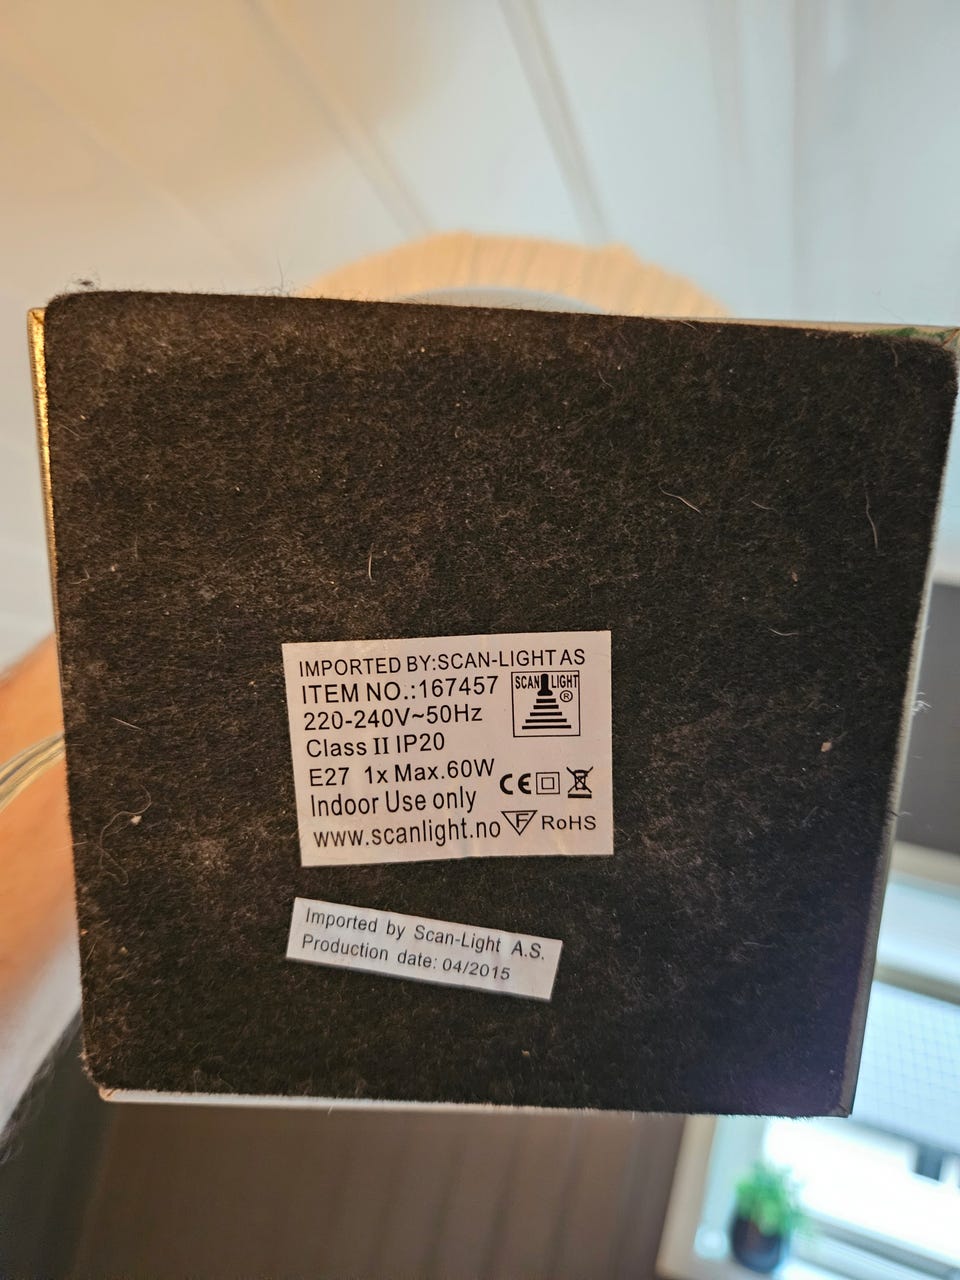 IMPORTED BY:SCAN-LIGHT AS
ITEM NO.:167457
SCAN LIGHT
®
220-240V~50Hz
Class II IP20
E27 1x Max.60W
CE
Indoor Use only
www.scanlight.no
F
RoHS
Imported by Scan-Light A.S.
Production date: 04/2015